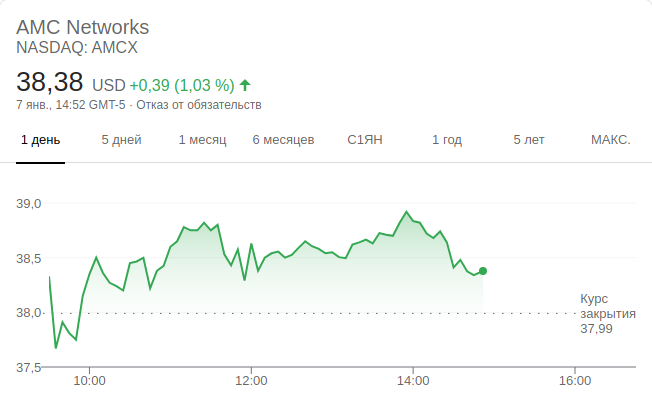 AMC Networks
NASDAQ: AMCX
38,38 USD +0,39 (1,03 %)
7 янв., 14:52 GMT-5 · Отказ от обязательств
1 день 5 дней 1 месяц 6 месяцев С1ЯН 1 год 5 лет МАКС.
39,0
38,5
38,0
Курс
закрытия
37,99
37,5
10:00 12:00 14:00 16:00